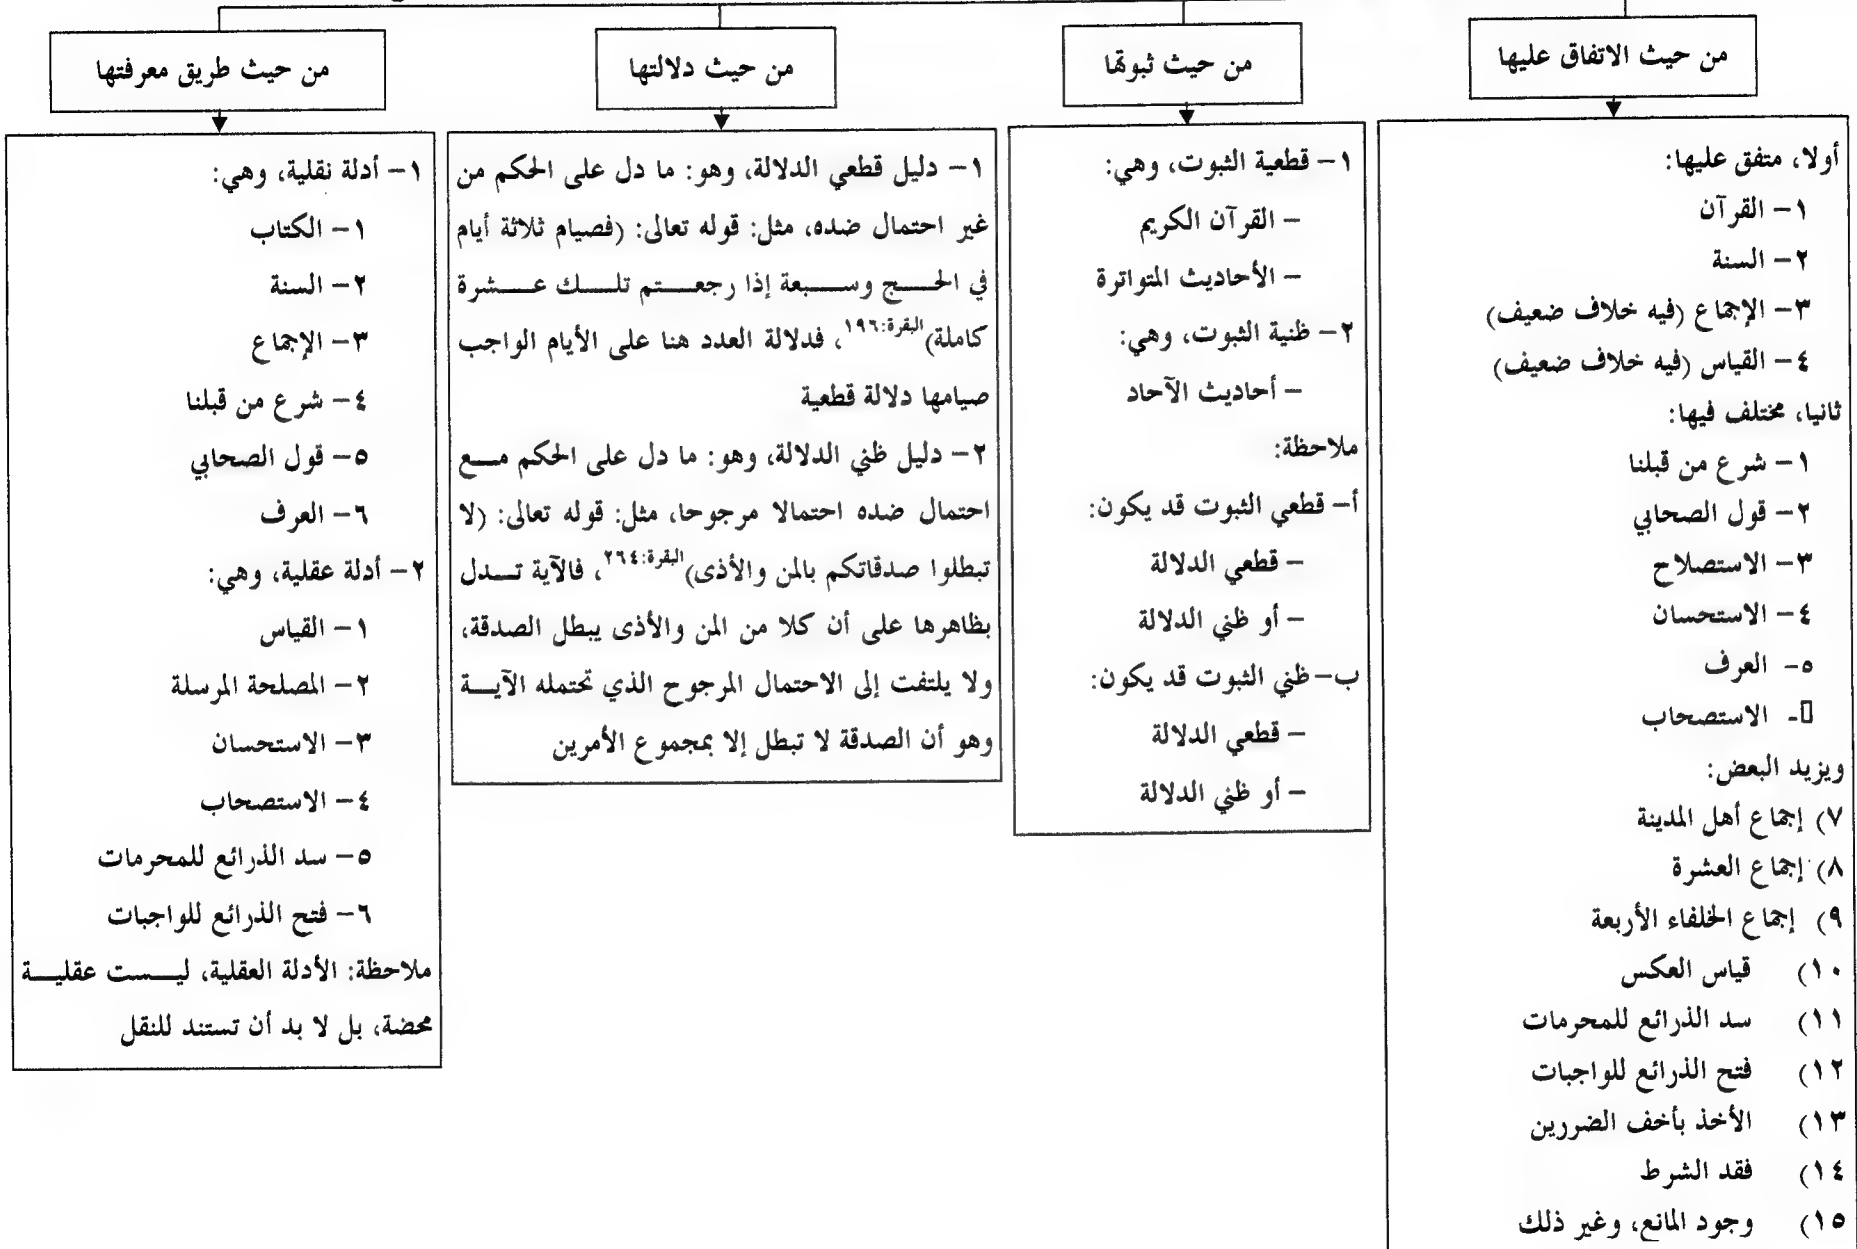 من حيث الاتفاق عليها
أولا، متفق عليها:
١- القرآن
٢- السنة
٣- الإجماع (فيه خلاف ضعيف)
٤- القياس (فيه خلاف ضعيف)
ثانيا، مختلف فيها:
١- شرع من قبلنا
٢- قول الصحابي
٣- الاستصلاح
٤- الاستحسان
٥- العرف
- الاستصحاب
ويزيد البعض:
٧) إجماع أهل المدينة
٨) إجماع العشرة
٩) إجماع الخلفاء الأربعة
١٠) قياس العكس
١١) سد الذرائع للمحرمات
١٢) فتح الذرائع للواجبات
١٣) الأخذ بأخف الضررين
١٤) فقد الشرط
١٥) وجود المانع، وغير ذلك
من حيث ثبوتها
١- قطعية الثبوت، وهي:
- القرآن الكريم
- الأحاديث المتواترة
٢- ظنية الثبوت، وهي:
- أحاديث الآحاد
ملاحظة:
أ- قطعي الثبوت قد يكون:
- قطعي الدلالة
- أو ظني الدلالة
ب- ظني الثبوت قد يكون:
- قطعي الدلالة
- أو ظني الدلالة
من حيث دلالتها
١- دليل قطعي الدلالة، وهو: ما دل على الحكم من
غير احتمال ضده، مثل: قوله تعالى: (فصيام ثلاثة أيام
في الحج وسبعة إذا رجعتم تلك عشرة
كاملة) البقرة:١٩٦، فدلالة العدد هنا على الأيام الواجب
صيامها دلالة قطعية
٢- دليل ظني الدلالة، وهو: ما دل على الحكم مع
احتمال ضده احتمالا مرجوحا، مثل: قوله تعالى: (لا
تبطلوا صدقاتكم بالمن والأذى) البقرة:٢٦٤، فالآية تدل
بظاهرها على أن كلا من المن والأذى يبطل الصدقة،
ولا يلتفت إلى الاحتمال المرجوح الذي تحتمله الآية
وهو أن الصدقة لا تبطل إلا بمجموع الأمرين
من حيث طريق معرفتها
١- أدلة نقلية، وهي:
١- الكتاب
٢- السنة
٣- الإجماع
٤- شرع من قبلنا
٥- قول الصحابي
٦- العرف
٢- أدلة عقلية، وهي:
١- القياس
٢- المصلحة المرسلة
٣- الاستحسان
٤- الاستصحاب
٥- سد الذرائع للمحرمات
٦- فتح الذرائع للواجبات
ملاحظة: الأدلة العقلية، ليست عقلية
محضة، بل لا بد أن تستند للنقل